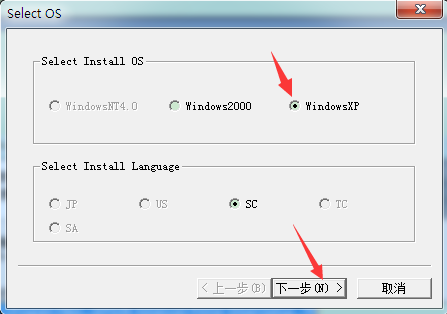 Select OS
Select Install OS
WindowsNT4.0 Windows2000 WindowsXP
Select Install Language
JP US SC TC
SA
< 上一步(B) 下一步(N) > 取消